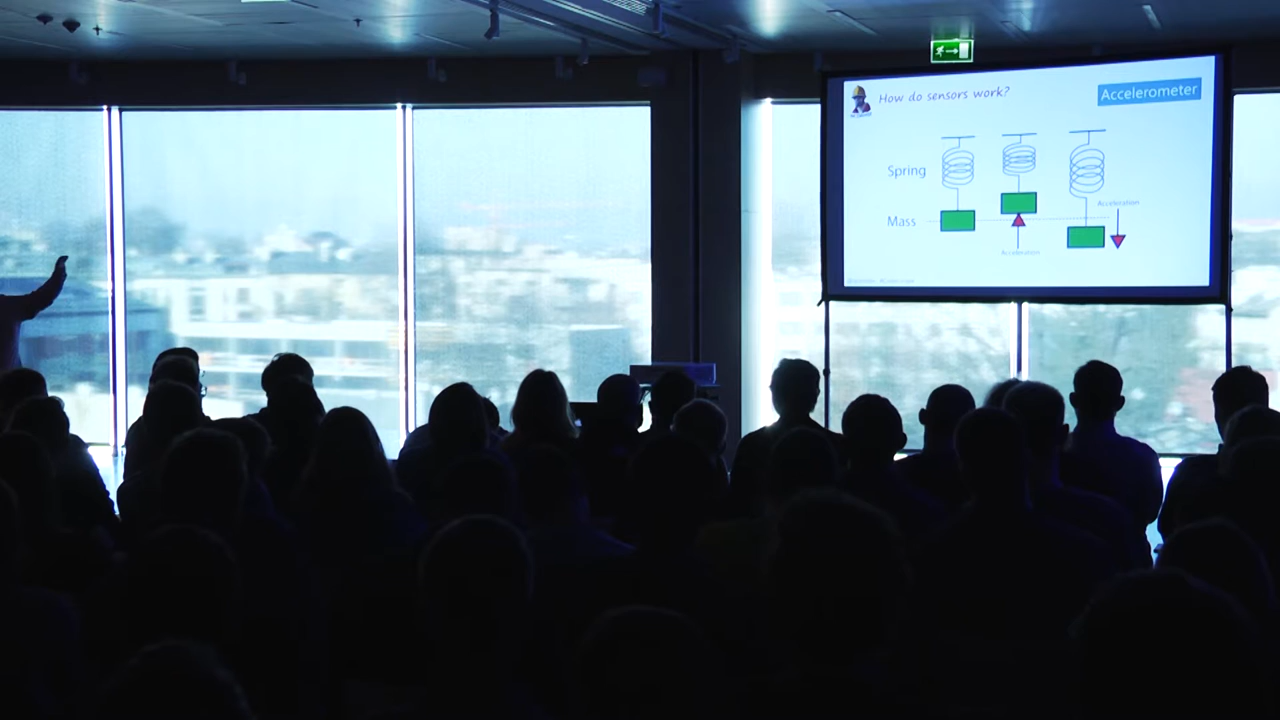 How do sensors work?
Accelerometer
Spring
Mass
Acceleration
Acceleration